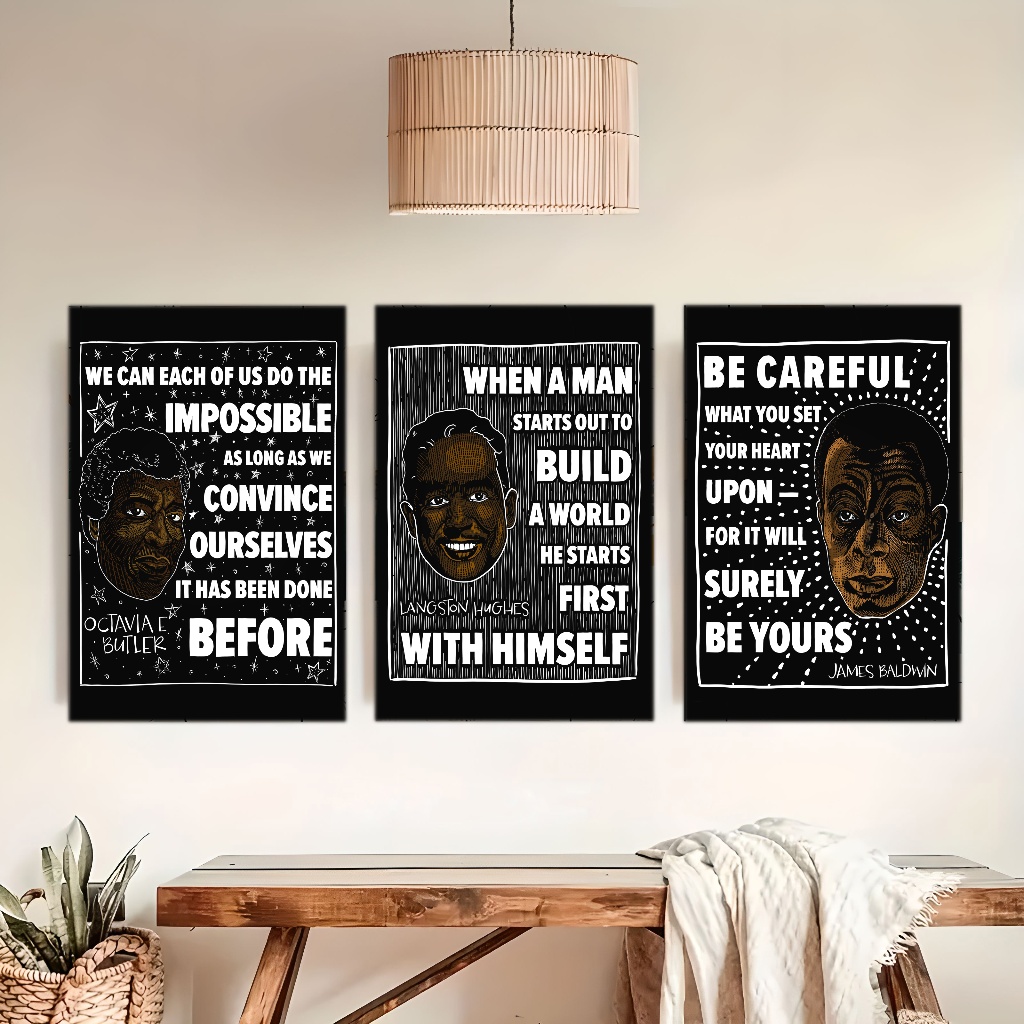 WE CAN EACH OF US DO THE
IMPOSSIBLE
AS LONG AS WE
CONVINCE
OURSELVES
IT HAS BEEN DONE
BEFORE
OCTAVIA E
BUTLER
WHEN A MAN
STARTS OUT TO
BUILD
A WORLD
HE STARTS
FIRST
WITH HIMSELF
LANGSTON HUGHES
BE CAREFUL
WHAT YOU SET
YOUR HEART
UPON —
FOR IT WILL
SURELY
BE YOURS
JAMES BALDWIN